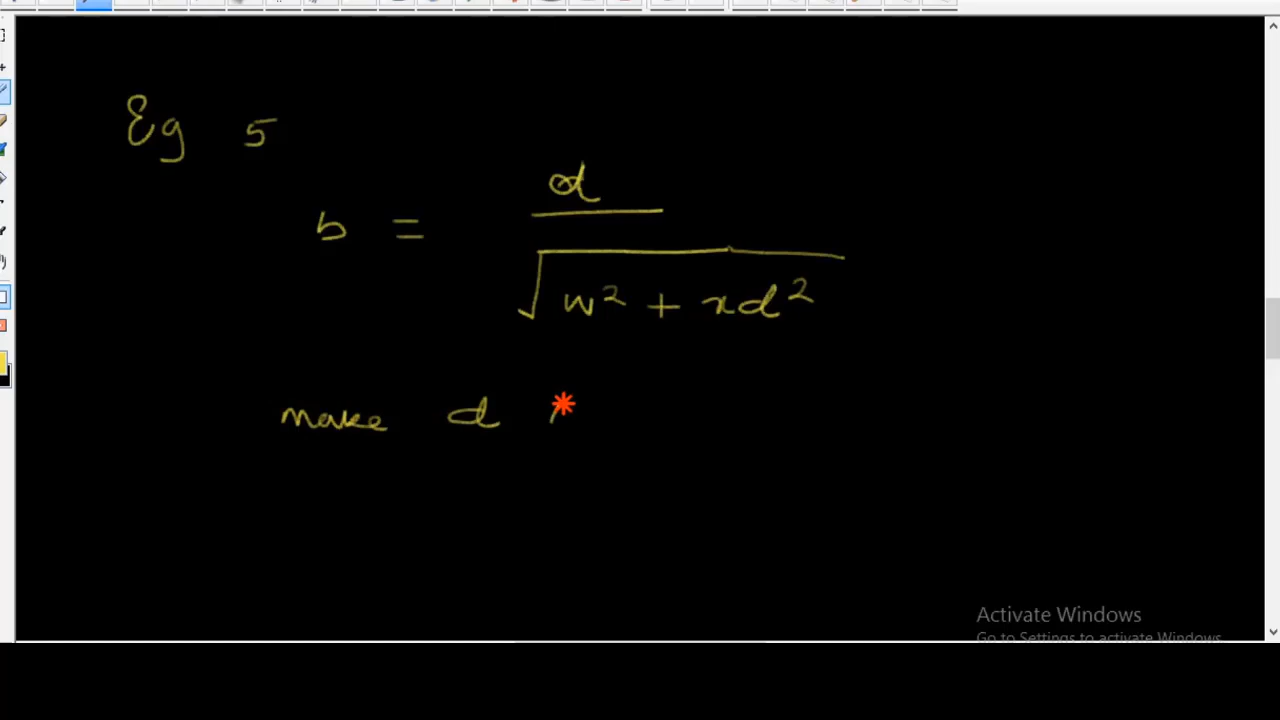 Eg 5
b = d / √(w² + xd²)
make d
Activate Windows
Go to Settings to activate Windows.